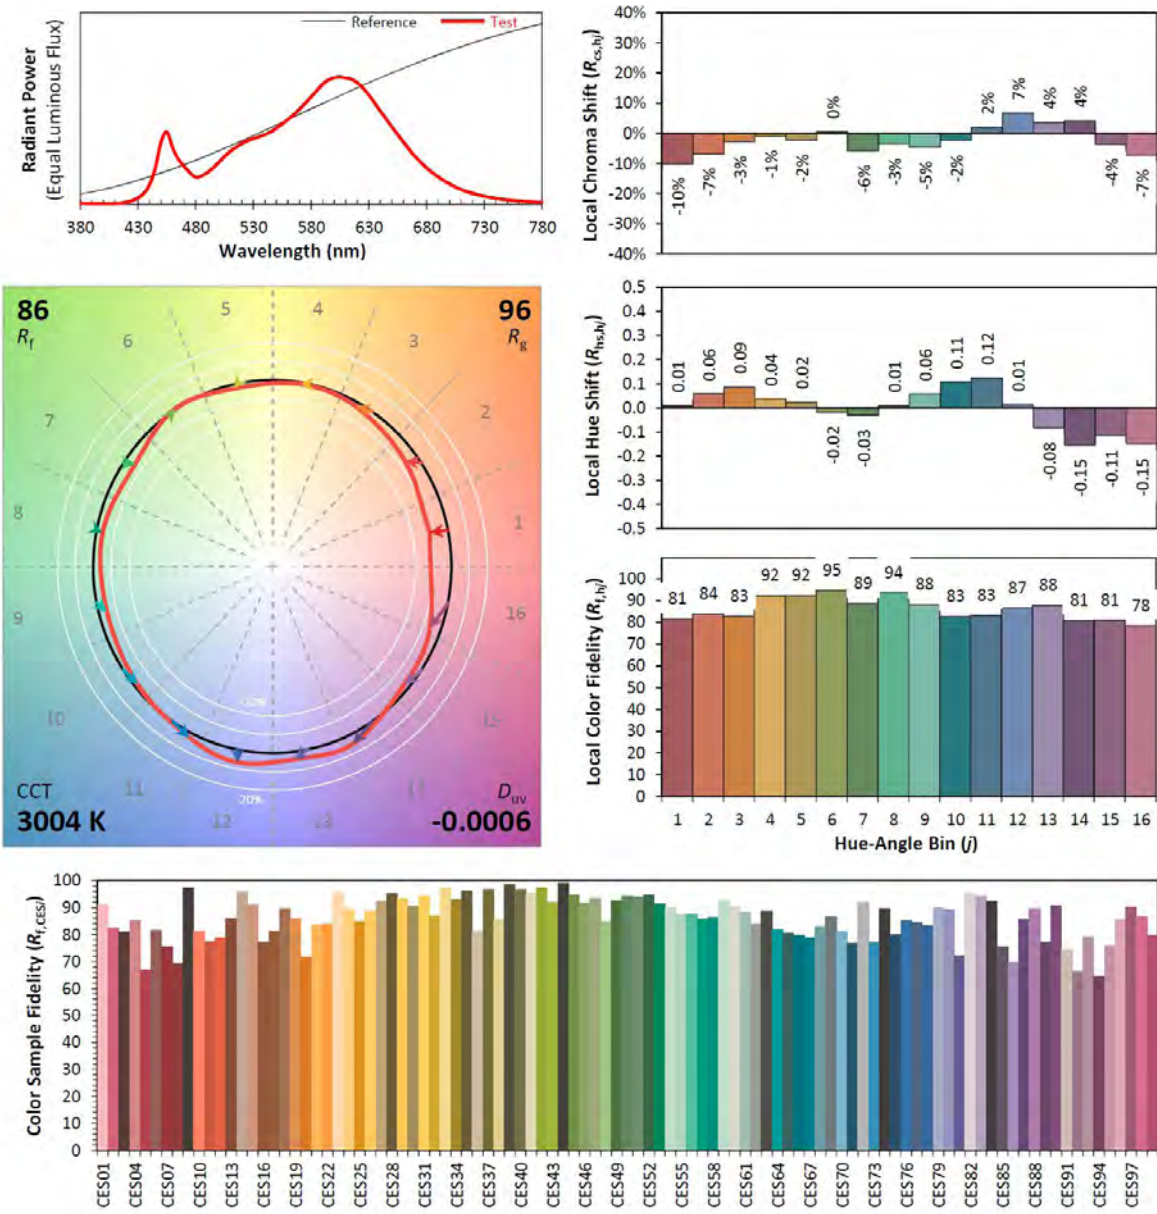 Radiant Power
(Equal Luminous Flux)
Reference
Test
380 430 480 530 580 630 680 730 780
Wavelength (nm)
Local Chroma Shift (Rcs,hj)
40%
30%
20%
10%
0%
-10%
-20%
-30%
-40%
-10% -7% -3% -1% -2% 0% -6% -3% -5% -2% 2% 7% 4% 4% -4% -7%
86
Rf
96
Rg
1
2
3
4
5
6
7
8
9
10
11
12
13
16
20%
CCT
3004 K
Duv
-0.0006
Local Hue Shift (Rhs,hj)
0.5
0.4
0.3
0.2
0.1
0.0
-0.1
-0.2
-0.3
-0.4
-0.5
0.01 0.06 0.09 0.04 0.02 -0.02 -0.03 0.01 0.06 0.11 0.12 0.01 -0.08 -0.15 -0.11 -0.15
Local Color Fidelity (Rf,hj)
100
90
80
70
60
50
40
30
20
10
0
81 84 83 92 92 95 89 94 88 83 83 87 88 81 81 78
1 2 3 4 5 6 7 8 9 10 11 12 13 14 15 16
Hue-Angle Bin (j)
Color Sample Fidelity (Rf,CESi)
100
90
80
70
60
50
40
30
20
10
0
CES01 CES04 CES07 CES10 CES13 CES16 CES19 CES22 CES25 CES28 CES31 CES34 CES37 CES40 CES43 CES46 CES49 CES52 CES55 CES58 CES61 CES64 CES67 CES70 CES73 CES76 CES79 CES82 CES85 CES88 CES91 CES94 CES97